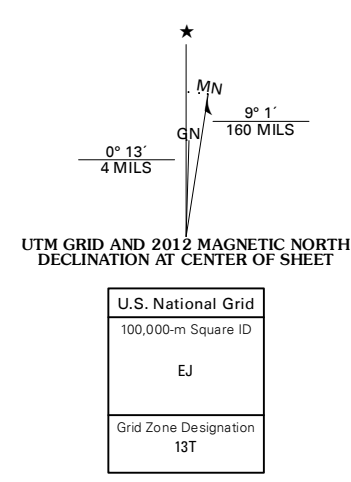 ★
MN
GN
9° 1´
160 MILS
0° 13´
4 MILS
UTM GRID AND 2012 MAGNETIC NORTH
DECLINATION AT CENTER OF SHEET
U.S. National Grid
100,000-m Square ID
EJ
Grid Zone Designation
13T